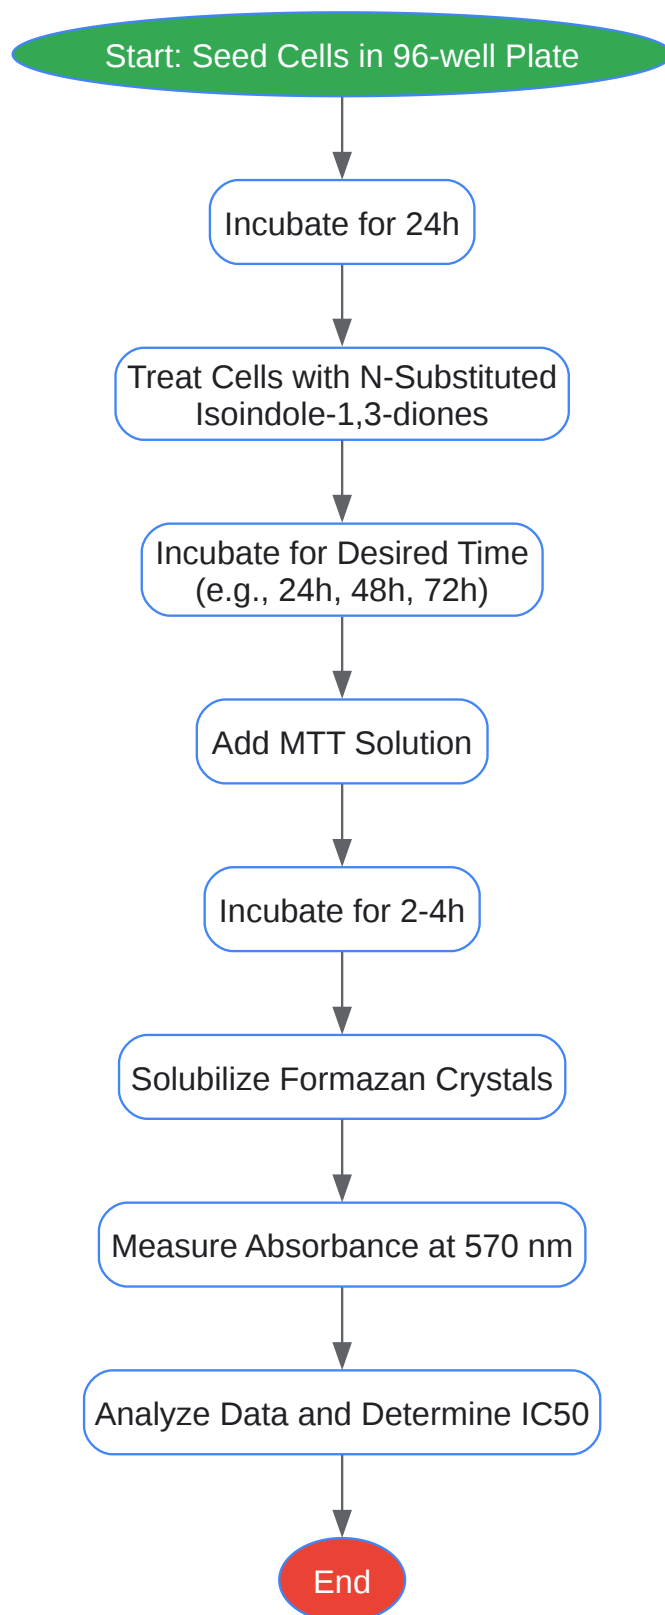 Start: Seed Cells in 96-well Plate
Incubate for 24h
Treat Cells with N-Substituted
Isoindole-1,3-diones
Incubate for Desired Time
(e.g., 24h, 48h, 72h)
Add MTT Solution
Incubate for 2-4h
Solubilize Formazan Crystals
Measure Absorbance at 570 nm
Analyze Data and Determine IC50
End